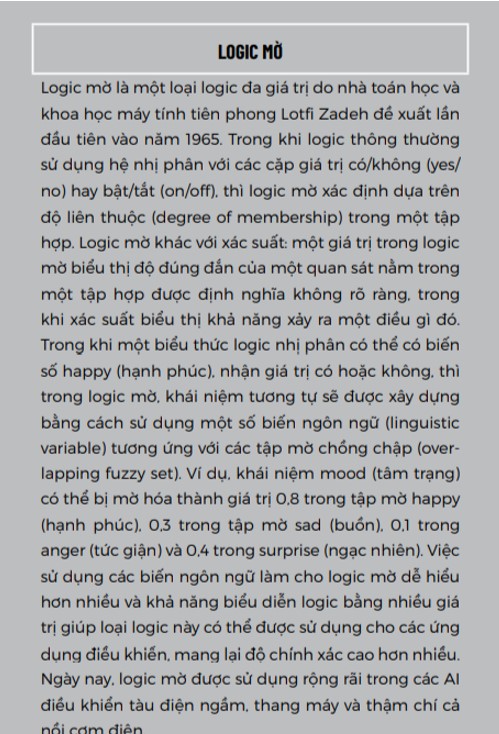 LOGIC MỜ
Logic mờ là một loại logic đa giá trị do nhà toán học và
khoa học máy tính tiên phong Lotfi Zadeh đề xuất lần
đầu tiên vào năm 1965. Trong khi logic thông thường
sử dụng hệ nhị phân với các cặp giá trị có/không (yes/
no) hay bật/tắt (on/off), thì logic mờ xác định dựa trên
độ liên thuộc (degree of membership) trong một tập
hợp. Logic mờ khác với xác suất: một giá trị trong logic
mờ biểu thị độ đúng đắn của một quan sát nằm trong
một tập hợp được định nghĩa không rõ ràng, trong
khi xác suất biểu thị khả năng xảy ra một điều gì đó.
Trong khi một biểu thức logic nhị phân có thể có biến
số happy (hạnh phúc), nhận giá trị có hoặc không, thì
trong logic mờ, khái niệm tương tự sẽ được xây dựng
bằng cách sử dụng một số biến ngôn ngữ (linguistic
variable) tương ứng với các tập mờ chồng chập (over-
lapping fuzzy set). Ví dụ, khái niệm mood (tâm trạng)
có thể bị mờ hóa thành giá trị 0,8 trong tập mờ happy
(hạnh phúc), 0,3 trong tập mờ sad (buồn), 0,1 trong
anger (tức giận) và 0,4 trong surprise (ngạc nhiên). Việc
sử dụng các biến ngôn ngữ làm cho logic mờ dễ hiểu
hơn nhiều và khả năng biểu diễn logic bằng nhiều giá
trị giúp loại logic này có thể được sử dụng cho các ứng
dụng điều khiển, mang lại độ chính xác cao hơn nhiều.
Ngày nay, logic mờ được sử dụng rộng rãi trong các AI
điều khiển tàu điện ngầm, thang máy và thậm chí cả
nồi cơm điện